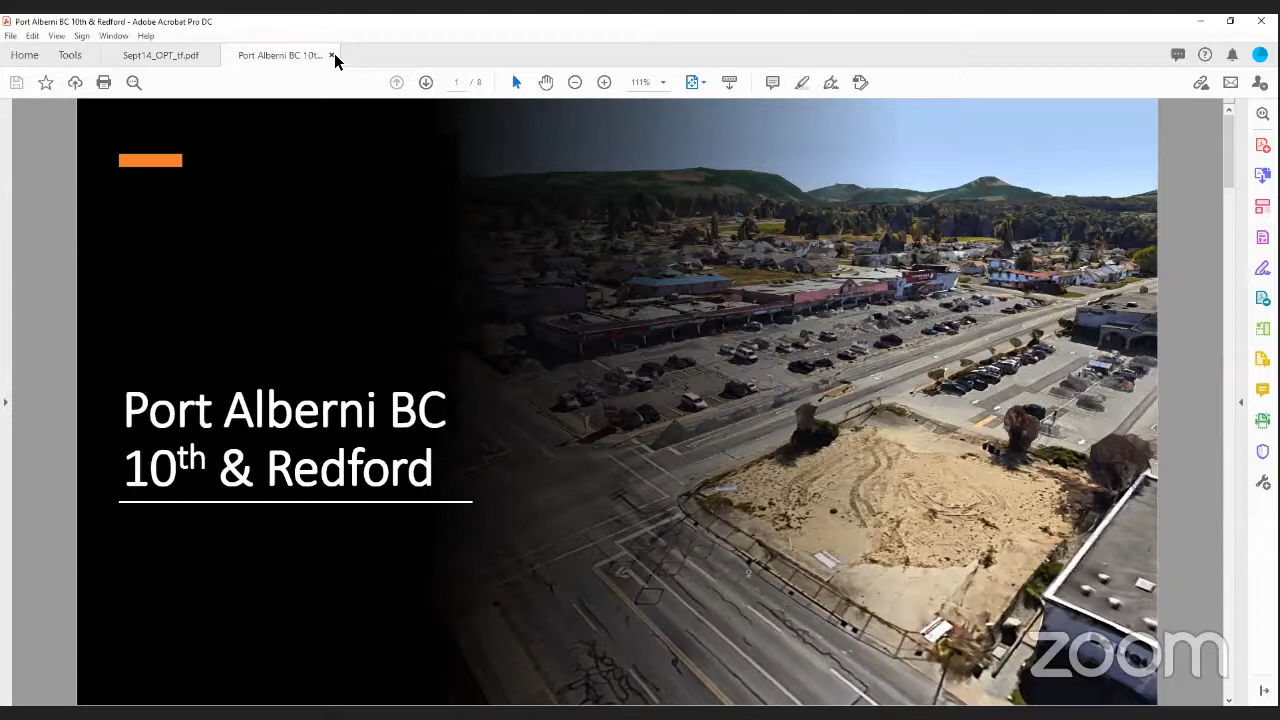 Port Alberni BC 10th & Redford - Adobe Acrobat Pro DC
File Edit View Sign Window Help
Home Tools Sept14_OPT_tf.pdf Port Alberni BC 10t... ×
1 / 8 111%
Port Alberni BC
10th & Redford
zoom